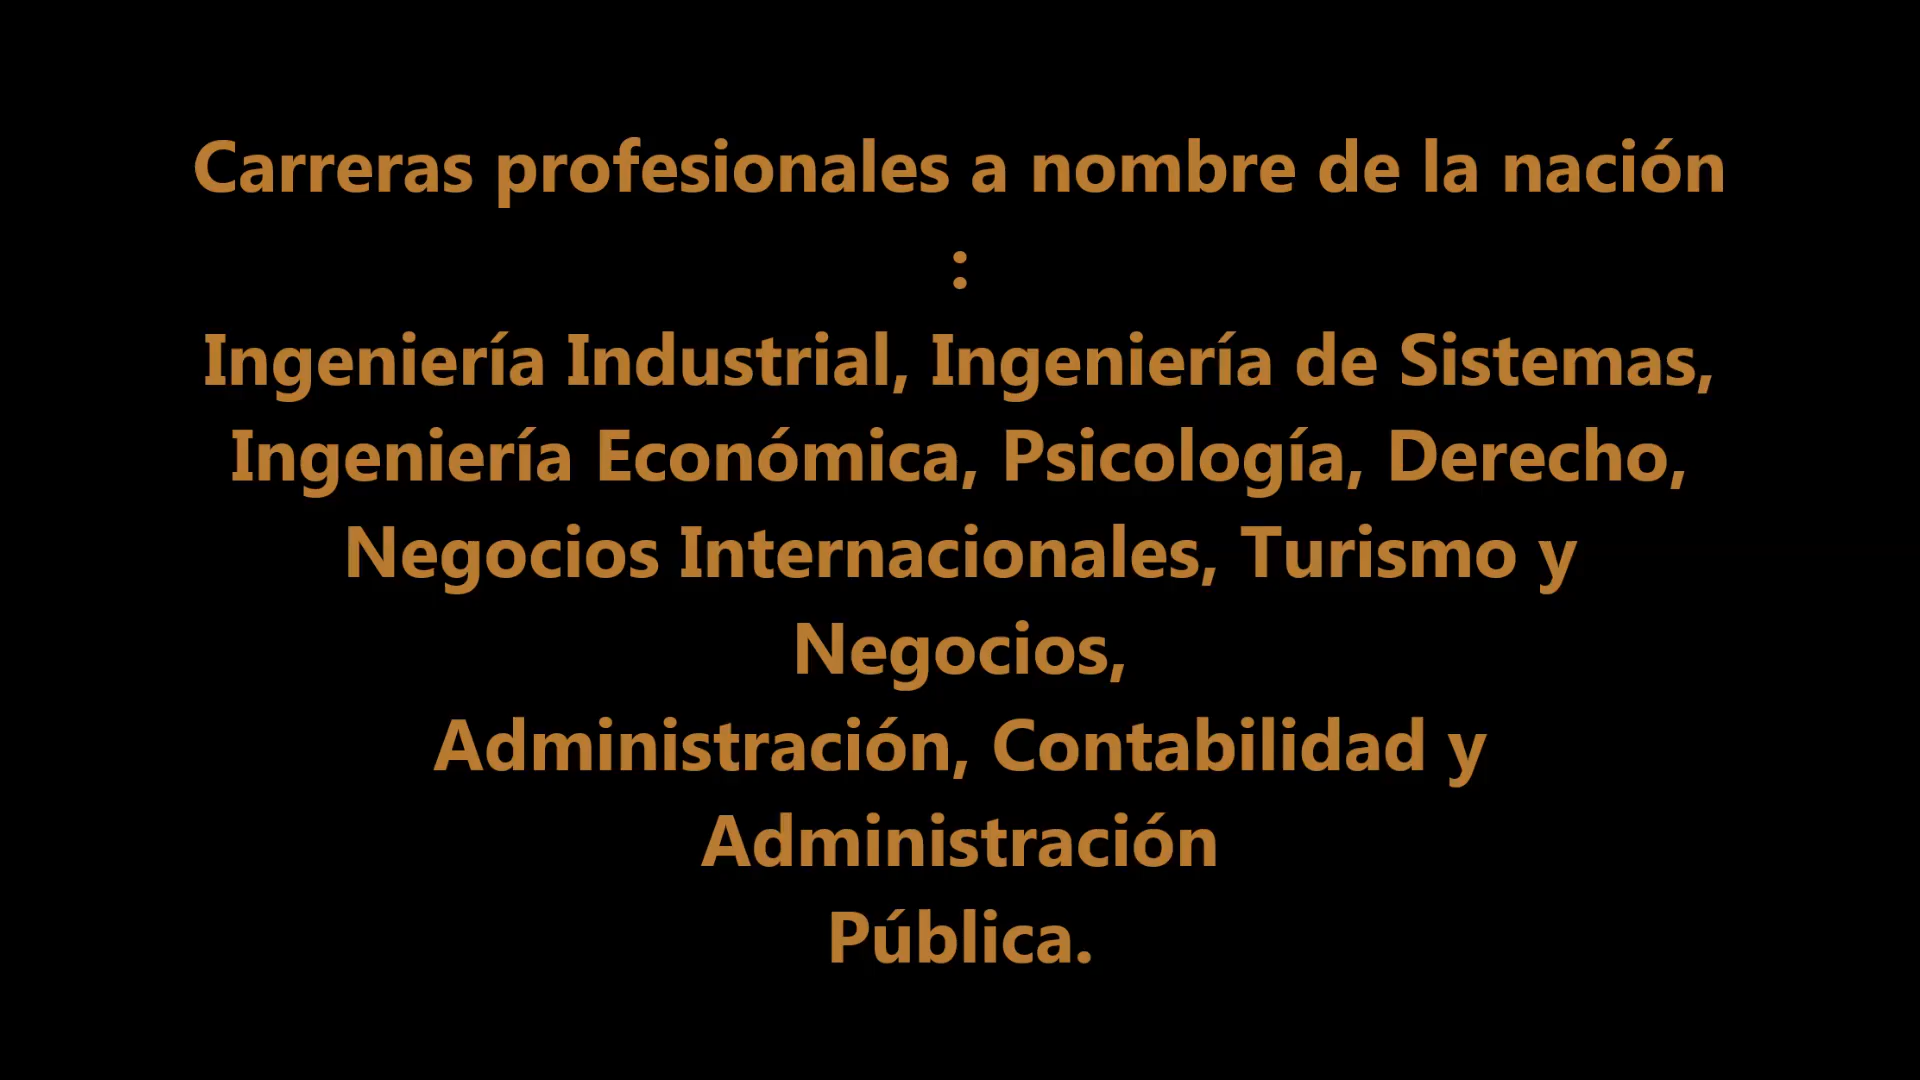 Carreras profesionales a nombre de la nación
:
Ingeniería Industrial, Ingeniería de Sistemas,
Ingeniería Económica, Psicología, Derecho,
Negocios Internacionales, Turismo y
Negocios,
Administración, Contabilidad y
Administración
Pública.